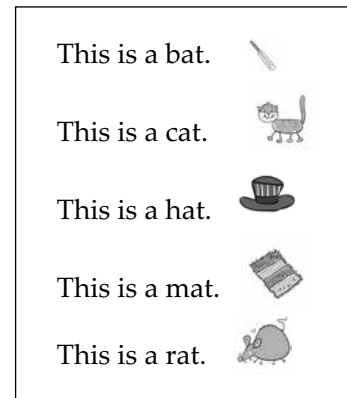 This is a bat.
This is a cat.
This is a hat.
This is a mat.
This is a rat.